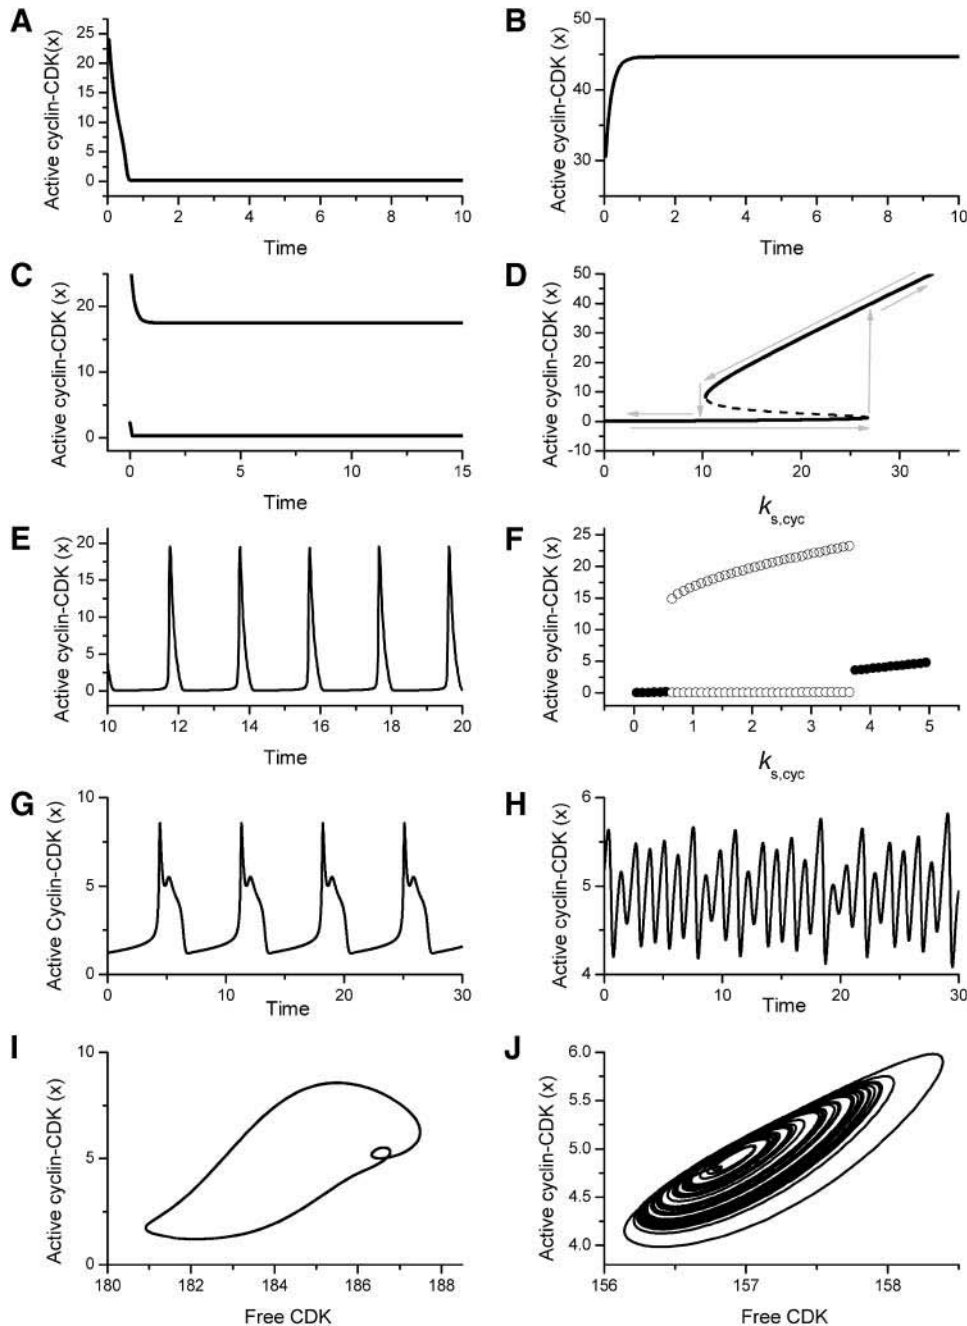 A
Active cyclin-CDK(x)
25
20
15
10
5
0
0 2 4 6 8 10
Time
B
Active cyclin-CDK (x)
50
45
30
0 2 4 6 8 10
Time
C
Active cyclin-CDK (x)
20
10
0
0 5 10 15
Time
D
Active cyclin-CDK (x)
50
40
30
20
10
0
-10
0 10 20 30
ks,cyc
E
Active cyclin-CDK (x)
20
15
10
5
0
10 12 14 16 18 20
Time
F
Active cyclin-CDK (x)
25
20
15
10
5
0
0 1 2 3 4 5
ks,cyc
G
Active Cyclin-CDK (x)
10
5
0
0 10 20 30
Time
H
Active cyclin-CDK (x)
6
5
4
0 10 20 30
Time
I
Active cyclin-CDK (x)
10
5
0
180 182 184 186 188
Free CDK
J
Active cyclin-CDK (x)
6.0
5.5
5.0
4.5
4.0
156 157 158
Free CDK